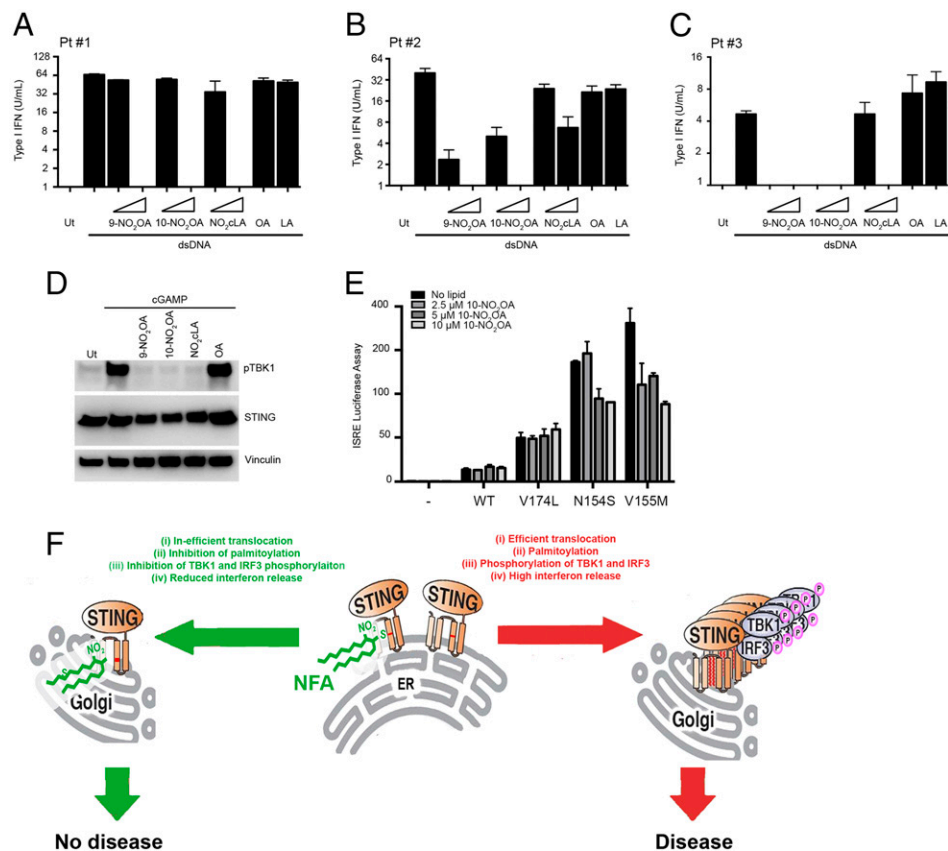 A
Pt #1
Type I IFN (U/mL)
128
64
32
16
8
4
2
1
Ut
9-NO₂OA
10-NO₂OA
NO₂cLA
OA
LA
dsDNA
B
Pt #2
Type I IFN (U/mL)
64
32
16
8
4
2
1
Ut
9-NO₂OA
10-NO₂OA
NO₂cLA
OA
LA
dsDNA
C
Pt #3
Type I IFN (U/mL)
16
8
4
2
1
Ut
9-NO₂OA
10-NO₂OA
NO₂cLA
OA
LA
dsDNA
D
cGAMP
Ut
9-NO₂OA
10-NO₂OA
NO₂cLA
OA
pTBK1
STING
Vinculin
E
No lipid
2.5 µM 10-NO₂OA
5 µM 10-NO₂OA
10 µM 10-NO₂OA
ISRE Luciferase Assay
400
200
100
50
0
-
WT
V174L
N154S
V155M
F
(i) In-efficient translocation
(ii) Inhibition of palmitoylation
(iii) Inhibition of TBK1 and IRF3 phosphorylaiton
(iv) Reduced interferon release
(i) Efficient translocation
(ii) Palmitoylation
(iii) Phosphorylation of TBK1 and IRF3
(iv) High interferon release
STING
NO₂
S
Golgi
STING
STING
NO₂
S
NFA
ER
STING
TBK1
IRF3
P
P
P
P
P
P
P
P
Golgi
No disease
Disease